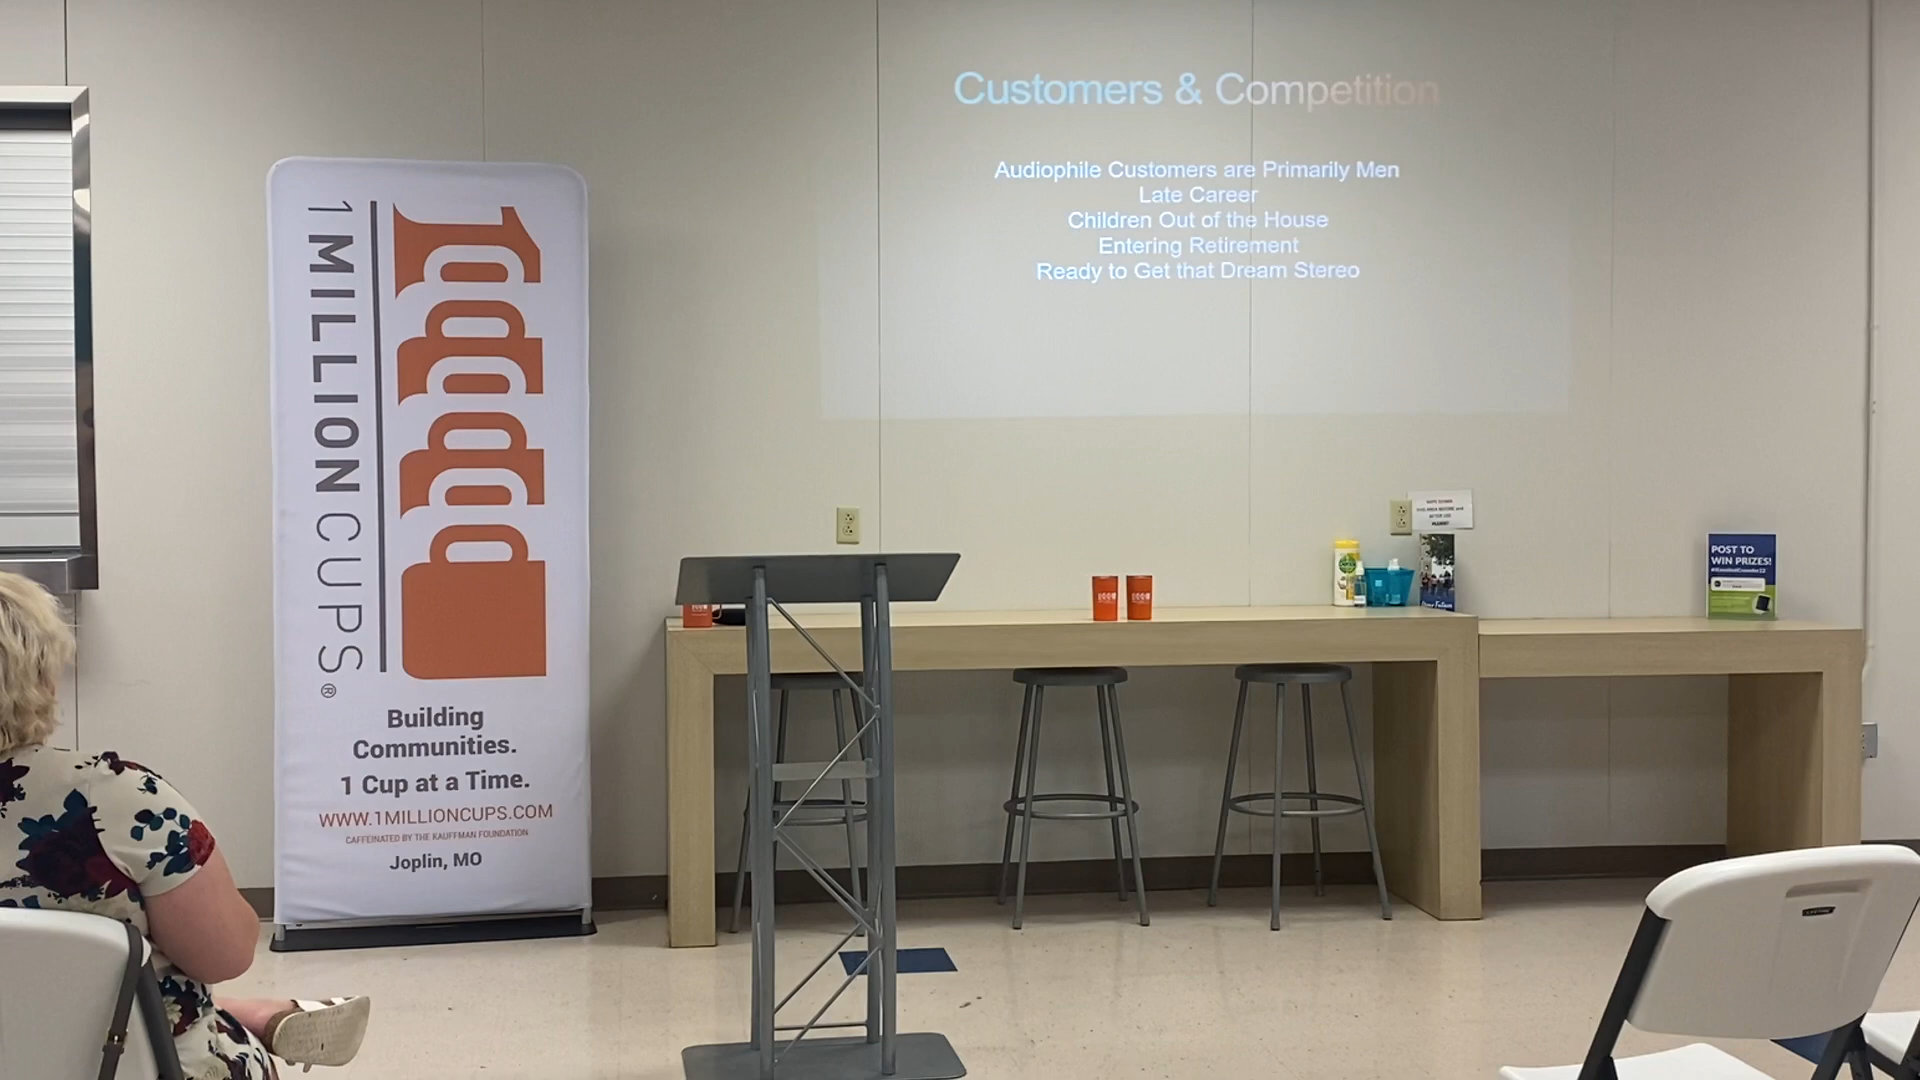 Customers & Competition
Audiophile Customers are Primarily Men
Late Career
Children Out of the House
Entering Retirement
Ready to Get that Dream Stereo
1 MILLION CUPS®
Building
Communities.
1 Cup at a Time.
WWW.1MILLIONCUPS.COM
CAFFEINATED BY THE KAUFFMAN FOUNDATION
Joplin, MO
POST TO
WIN PRIZES!